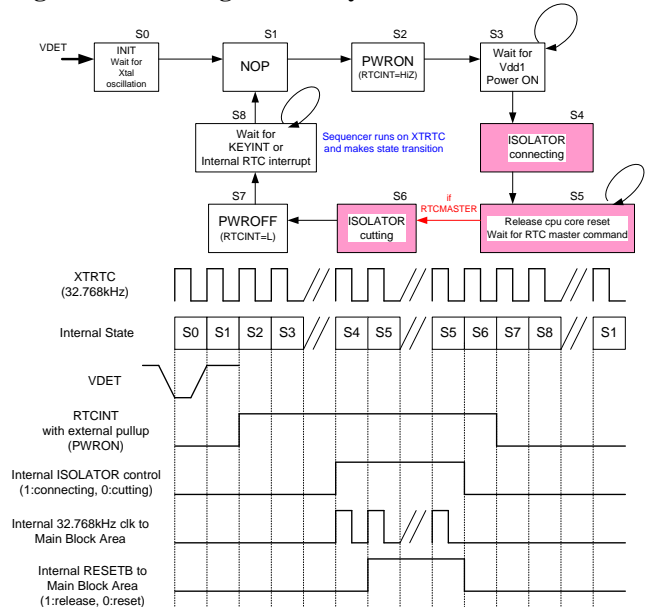 S0
S1
S2
S3
VDET
INIT
Wait for
Xtal
oscillation
NOP
PWRON
(RTCINT=HiZ)
Wait for
Vdd1
Power ON
S8
Wait for
KEYINT or
Internal RTC interrupt
Sequencer runs on XTRTC
and makes state transition
S4
ISOLATOR
connecting
S7
PWROFF
(RTCINT=L)
S6
ISOLATOR
cutting
if
RTCMASTER
S5
Release cpu core reset
Wait for RTC master command
XTRTC
(32.768kHz)
Internal State
S0 S1 S2 S3 S4 S5 S5 S6 S7 S8 S1
VDET
RTCINT
with external pullup
(PWRON)
Internal ISOLATOR control
(1:connecting, 0:cutting)
Internal 32.768kHz clk to
Main Block Area
Internal RESETB to
Main Block Area
(1:release, 0:reset)